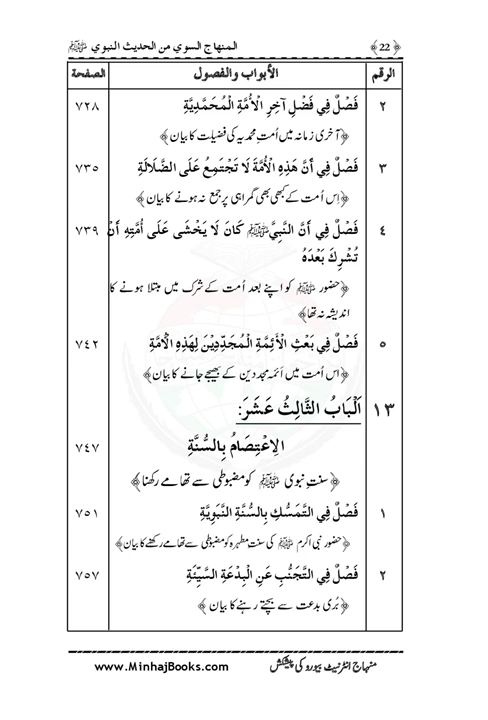 ﴿22﴾ المنهاج السوي من الحديث النبوي ﷺ
الرقم الأبواب والفصول الصفحة
٢ فَصْلٌ فِي فَضْلِ آخِرِ الْأُمَّةِ الْمُحَمَّدِيَّةِ ٧٢٨
﴿آخری زمانہ میں اُمتِ محمدیہ کی فضیلت کا بیان﴾
٣ فَصْلٌ فِي أَنَّ هَذِهِ الْأُمَّةَ لَا تَجْتَمِعُ عَلَى الضَّلَالَةِ ٧٣٥
﴿اِس اُمت کے کبھی بھی گمراہی پر جمع نہ ہونے کا بیان﴾
٤ فَصْلٌ فِي أَنَّ النَّبِيَّ ﷺ كَانَ لَا يَخْشَى عَلَى أُمَّتِهِ أَنْ ٧٣٩
تُشْرِكَ بَعْدَهُ
﴿حضور ﷺ کو اپنے بعد اُمت کے شرک میں مبتلا ہونے کا
اندیشہ نہ تھا﴾
٥ فَصْلٌ فِي بَعْثِ الْأَئِمَّةِ الْمُجَدِّدِيْنَ لِهَذِهِ الْأُمَّةِ ٧٤٢
﴿اس اُمت میں ائمہ مجددین کے بھیجے جانے کا بیان﴾
١٣ اَلْبَابُ الثَّالِثُ عَشَرَ:
الِاعْتِصَامُ بِالسُّنَّةِ ٧٤٧
﴿سنتِ نبوی ﷺ کو مضبوطی سے تھامے رکھنا﴾
١ فَصْلٌ فِي التَّمَسُّكِ بِالسُّنَّةِ النَّبَوِيَّةِ ٧٥١
﴿حضور نبی اکرم ﷺ کی سنت مطہرہ کو مضبوطی سے تھامے رکھنے کا بیان﴾
٢ فَصْلٌ فِي التَّجَنُّبِ عَنِ الْبِدْعَةِ السَّيِّئَةِ ٧٥٧
﴿بُری بدعت سے بچتے رہنے کا بیان﴾
منہاج انٹرنیٹ بیورو کی پیشکش www.MinhajBooks.com